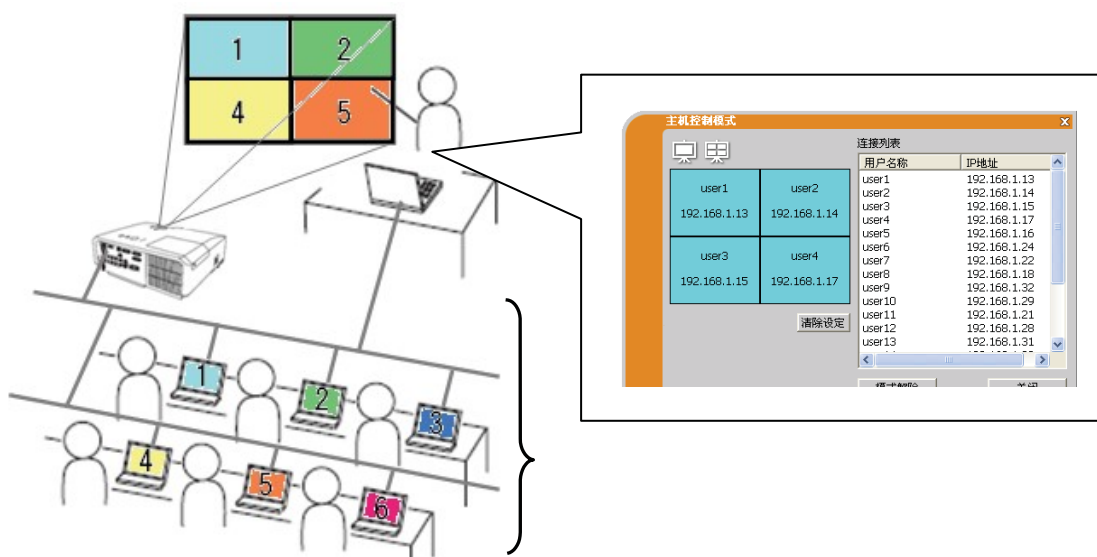 1
2
4
5
主机控制模式
x
连接列表
用户名称 IP地址
user1 192.168.1.13
user2 192.168.1.14
user3 192.168.1.15
user4 192.168.1.17
user5 192.168.1.16
user6 192.168.1.24
user7 192.168.1.22
user8 192.168.1.18
user9 192.168.1.32
user10 192.168.1.29
user11 192.168.1.21
user12 192.168.1.28
user13 192.168.1.31
user1 user2
192.168.1.13 192.168.1.14
user3 user4
192.168.1.15 192.168.1.17
清除设定
模式解除 关闭
1
2
3
4
5
6